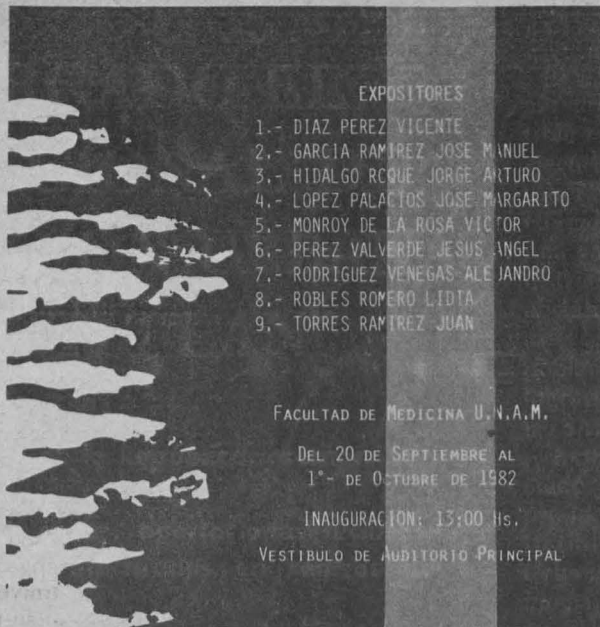 EXPOSITORES
1.- DIAZ PEREZ VICENTE
2.- GARCIA RAMIREZ JOSE MANUEL
3.- HIDALGO ROQUE JORGE ARTURO
4.- LOPEZ PALACIOS JOSE MARGARITO
5.- MONROY DE LA ROSA VICTOR
6.- PEREZ VALVERDE JESUS ANGEL
7.- RODRIGUEZ VENEGAS ALEJANDRO
8.- ROBLES ROMERO LIDIA
9.- TORRES RAMIREZ JUAN
FACULTAD DE MEDICINA U.N.A.M.
DEL 20 DE SEPTIEMBRE AL
1°- DE OCTUBRE DE 1982
INAUGURACION: 13:00 HS.
VESTIBULO DE AUDITORIO PRINCIPAL